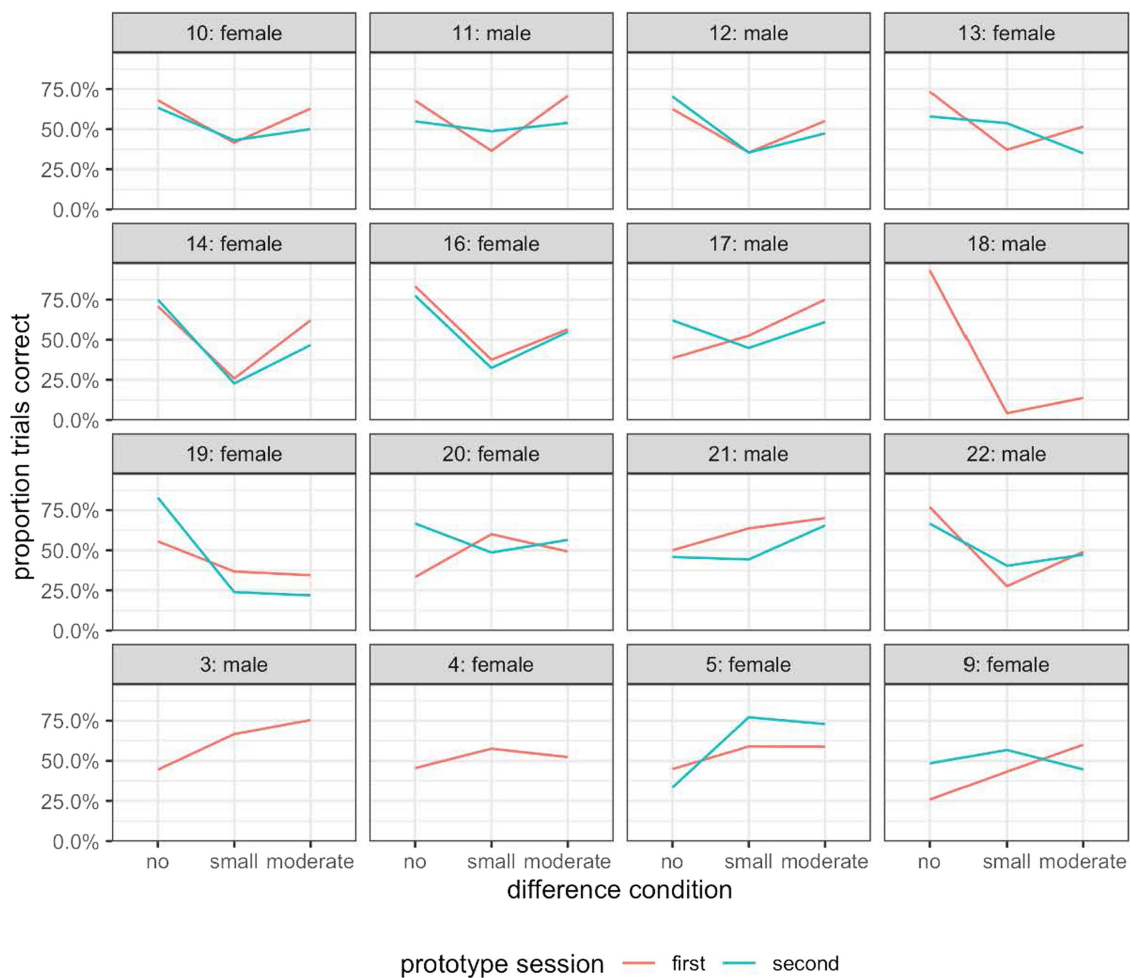 10: female 11: male 12: male 13: female
75.0%
50.0%
25.0%
0.0%
14: female 16: female 17: male 18: male
75.0%
50.0%
25.0%
0.0%
19: female 20: female 21: male 22: male
75.0%
50.0%
25.0%
0.0%
3: male 4: female 5: female 9: female
75.0%
50.0%
25.0%
0.0%
proportion trials correct
no small moderate no small moderate no small moderate no small moderate
difference condition
prototype session first second